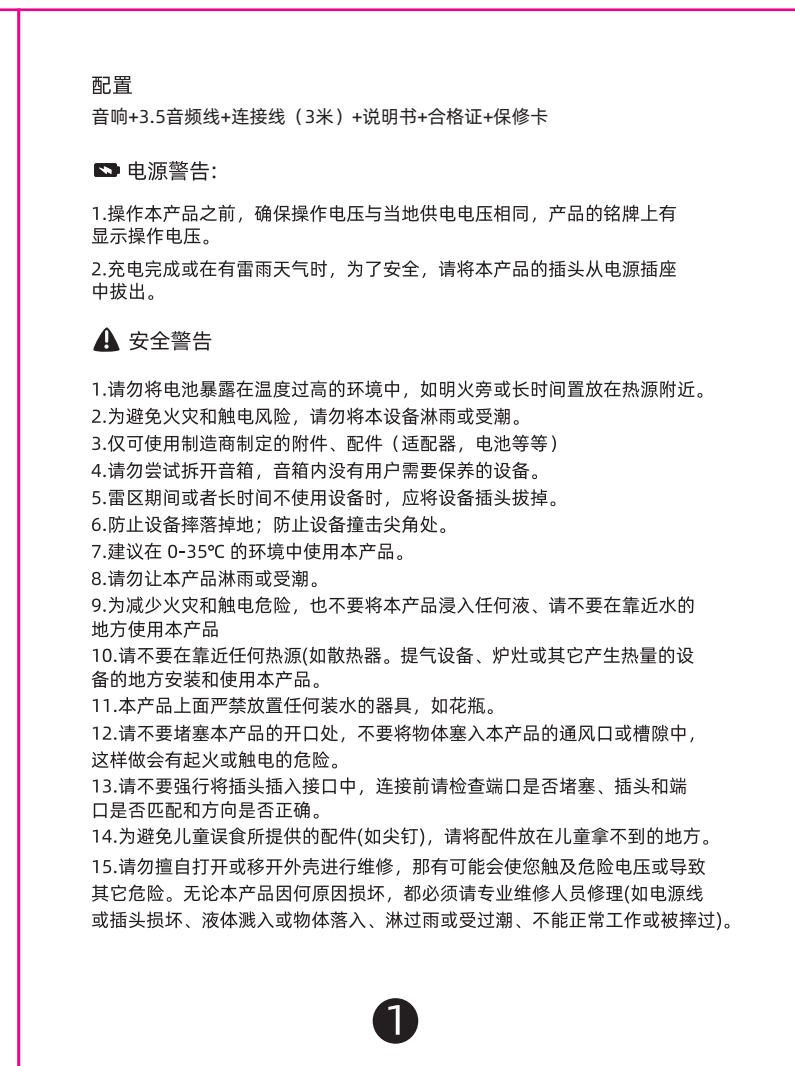 配置
音响+3.5音频线+连接线（3米）+说明书+合格证+保修卡
电源警告:
1.操作本产品之前，确保操作电压与当地供电电压相同，产品的铭牌上有
显示操作电压。
2.充电完成或在有雷雨天气时，为了安全，请将本产品的插头从电源插座
中拔出。
安全警告
1.请勿将电池暴露在温度过高的环境中，如明火旁或长时间置放在热源附近。
2.为避免火灾和触电风险，请勿将本设备淋雨或受潮。
3.仅可使用制造商制定的附件、配件（适配器，电池等等）
4.请勿尝试拆开音箱，音箱内没有用户需要保养的设备。
5.雷区期间或者长时间不使用设备时，应将设备插头拔掉。
6.防止设备摔落掉地；防止设备撞击尖角处。
7.建议在 0-35℃ 的环境中使用本产品。
8.请勿让本产品淋雨或受潮。
9.为减少火灾和触电危险，也不要将本产品浸入任何液、请不要在靠近水的
地方使用本产品
10.请不要在靠近任何热源(如散热器。提气设备、炉灶或其它产生热量的设
备的地方安装和使用本产品。
11.本产品上面严禁放置任何装水的器具，如花瓶。
12.请不要堵塞本产品的开口处，不要将物体塞入本产品的通风口或槽隙中，
这样做会有起火或触电的危险。
13.请不要强行将插头插入接口中，连接前请检查端口是否堵塞、插头和端
口是否匹配和方向是否正确。
14.为避免儿童误食所提供的配件(如尖钉)，请将配件放在儿童拿不到的地方。
15.请勿擅自打开或移开外壳进行维修，那有可能会使您触及危险电压或导致
其它危险。无论本产品因何原因损坏，都必须请专业维修人员修理(如电源线
或插头损坏、液体溅入或物体落入、淋过雨或受过潮、不能正常工作或被摔过)。
1